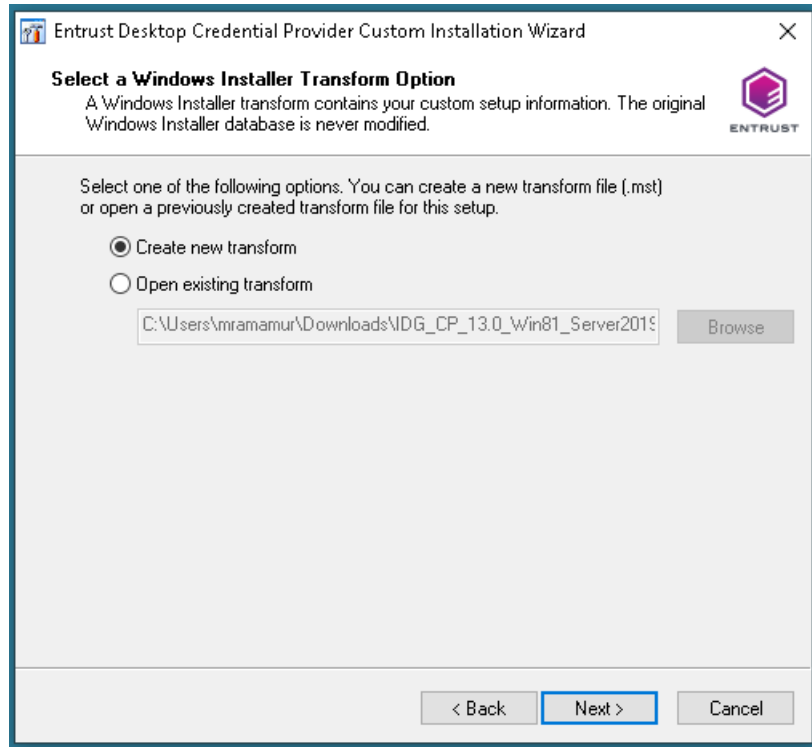 Entrust Desktop Credential Provider Custom Installation Wizard
Select a Windows Installer Transform Option
A Windows Installer transform contains your custom setup information. The original
Windows Installer database is never modified.
ENTRUST
Select one of the following options. You can create a new transform file (.mst)
or open a previously created transform file for this setup.
Create new transform
Open existing transform
C:\Users\mramamur\Downloads\IDG_CP_13.0_Win81_Server2019
Browse
< Back
Next >
Cancel